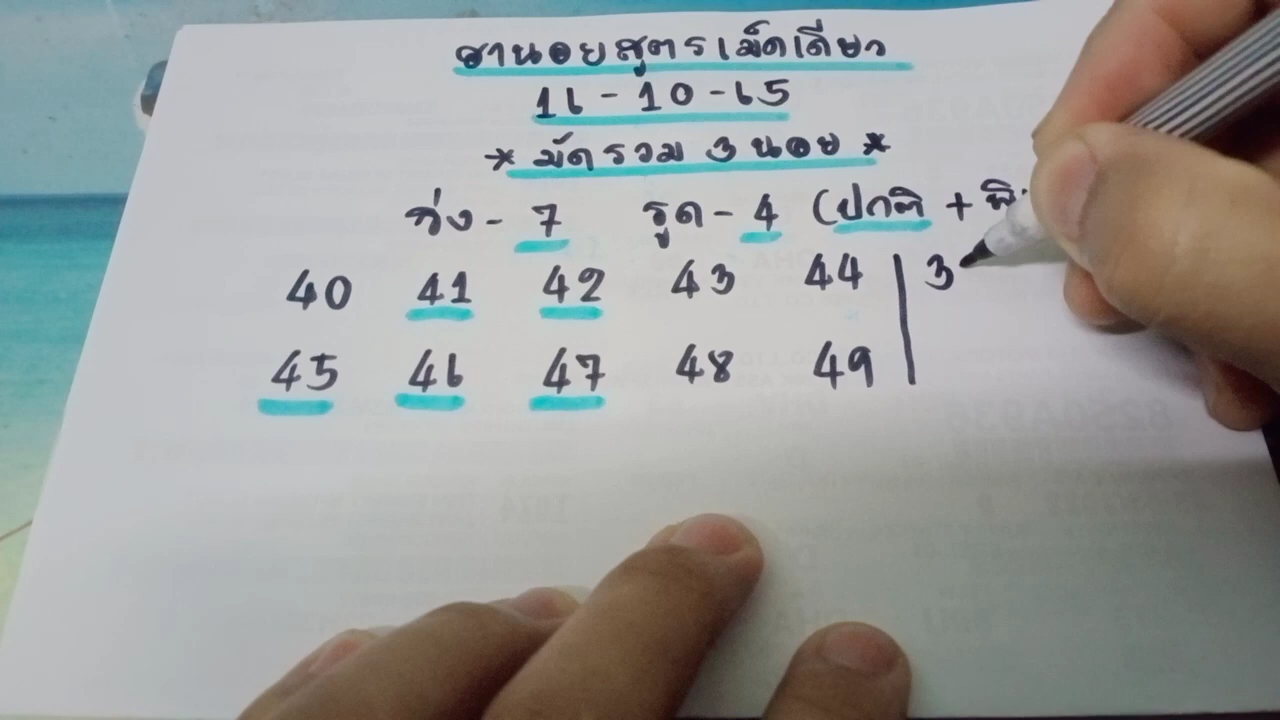 ฮานอยสูตรเม็ดเดียว
16-10-65
*มัดรวม 3 นอย*
วิ่ง - 7 รูด - 4 (ปกติ +
40 41 42 43 44 | 3
45 46 47 48 49